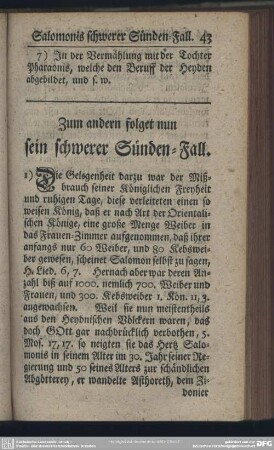 Salomonis schwerer Sünden-Fall. 43
7) In der Vermählung mit der Tochter
Pharaonis, welche den Beruff der Heyden
abgebildet, und s. w.
Zum andern folget nun
sein schwerer Sünden-Fall.
1) Die Gelegenheit darzu war der Miß-
brauch seiner Königlichen Freyheit
und ruhigen Tage, diese verleiteten einen so
weisen König, daß er nach Art der Orientali-
schen Könige, eine große Menge Weiber in
das Frauen-Zimmer aufgenommen, daß ihrer
anfangs nur 60 Weiber, und 80 Kebswei-
ber gewesen, scheinet Salomon selbst zu sagen,
H. Lied, 6, 7. Hernach aber war deren An-
zahl biß auf 1000, nemlich 700, Weiber und
Frauen, und 300. Kebsweiber 1. Kön. 11, 3.
angewachsen. Weil sie nun meistentheils
aus den Heydnischen Völckern waren, das
doch GOtt gar nachdrücklich verbothen, 5.
Mos. 17, 17. so neigten sie das Hertz Salo-
monis in seinem Alter im 30. Jahr seiner Re-
gierung und 50 seines Alters zur schändlichen
Abgötterey, er wandelte Asthoreth, dem Zi-
donier